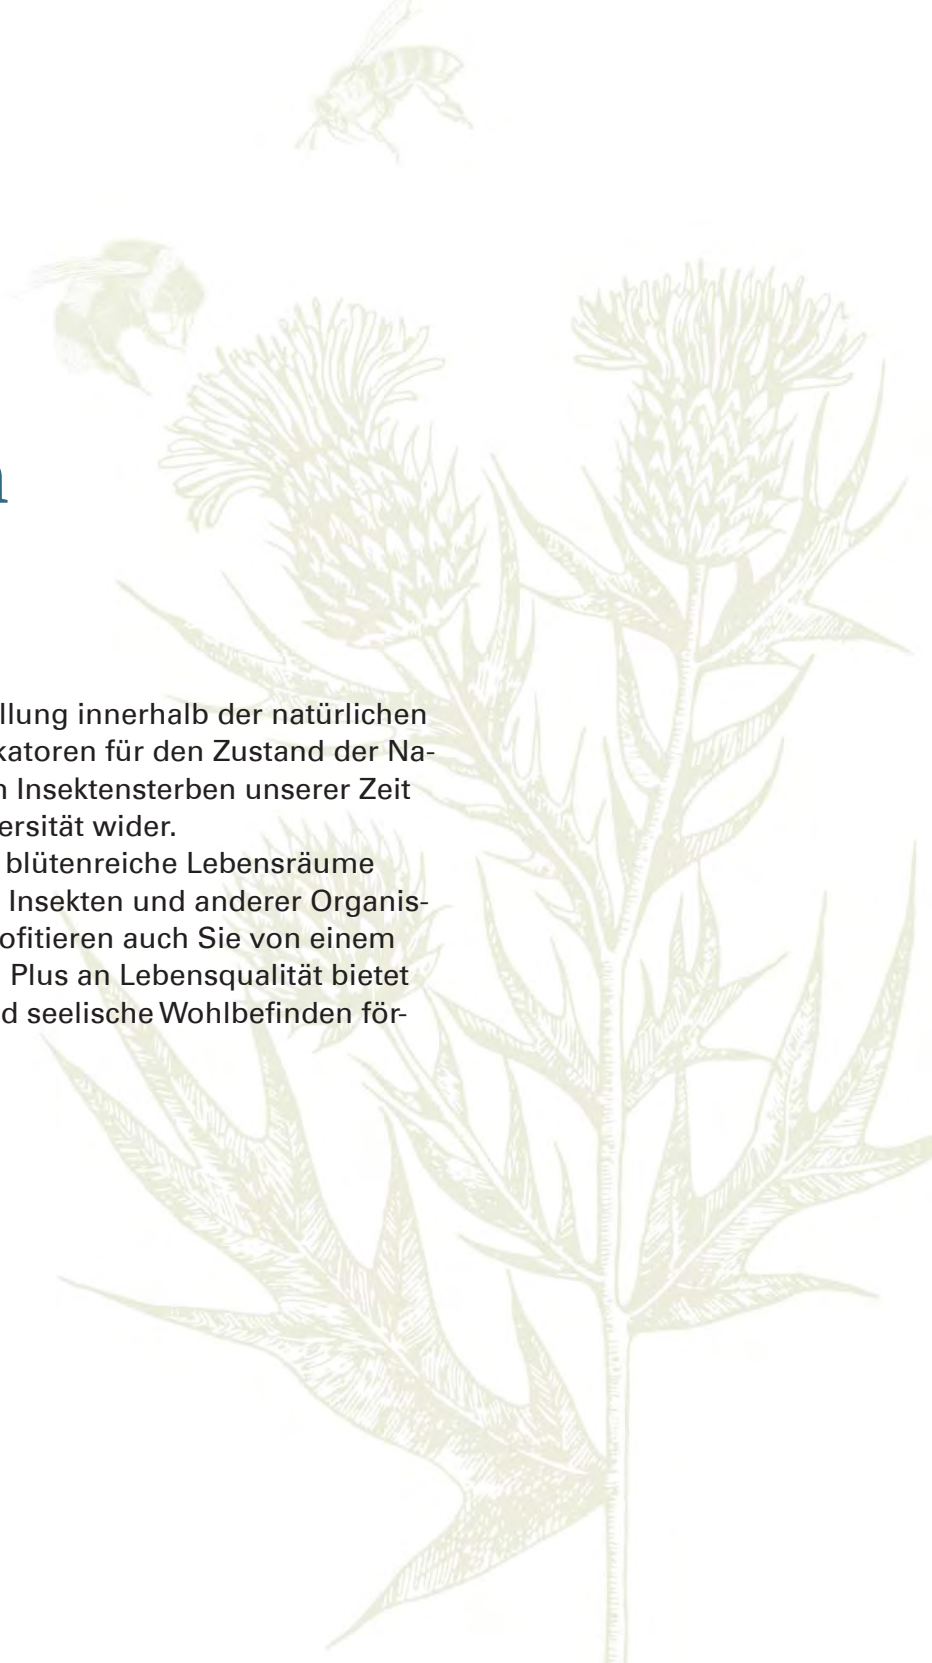 llung innerhalb der natürlichen
katoren für den Zustand der Na-
n Insektensterben unserer Zeit
ersität wider.
blütenreiche Lebensräume
Insekten und anderer Organis-
ofitieren auch Sie von einem
Plus an Lebensqualität bietet
d seelische Wohlbefinden för-